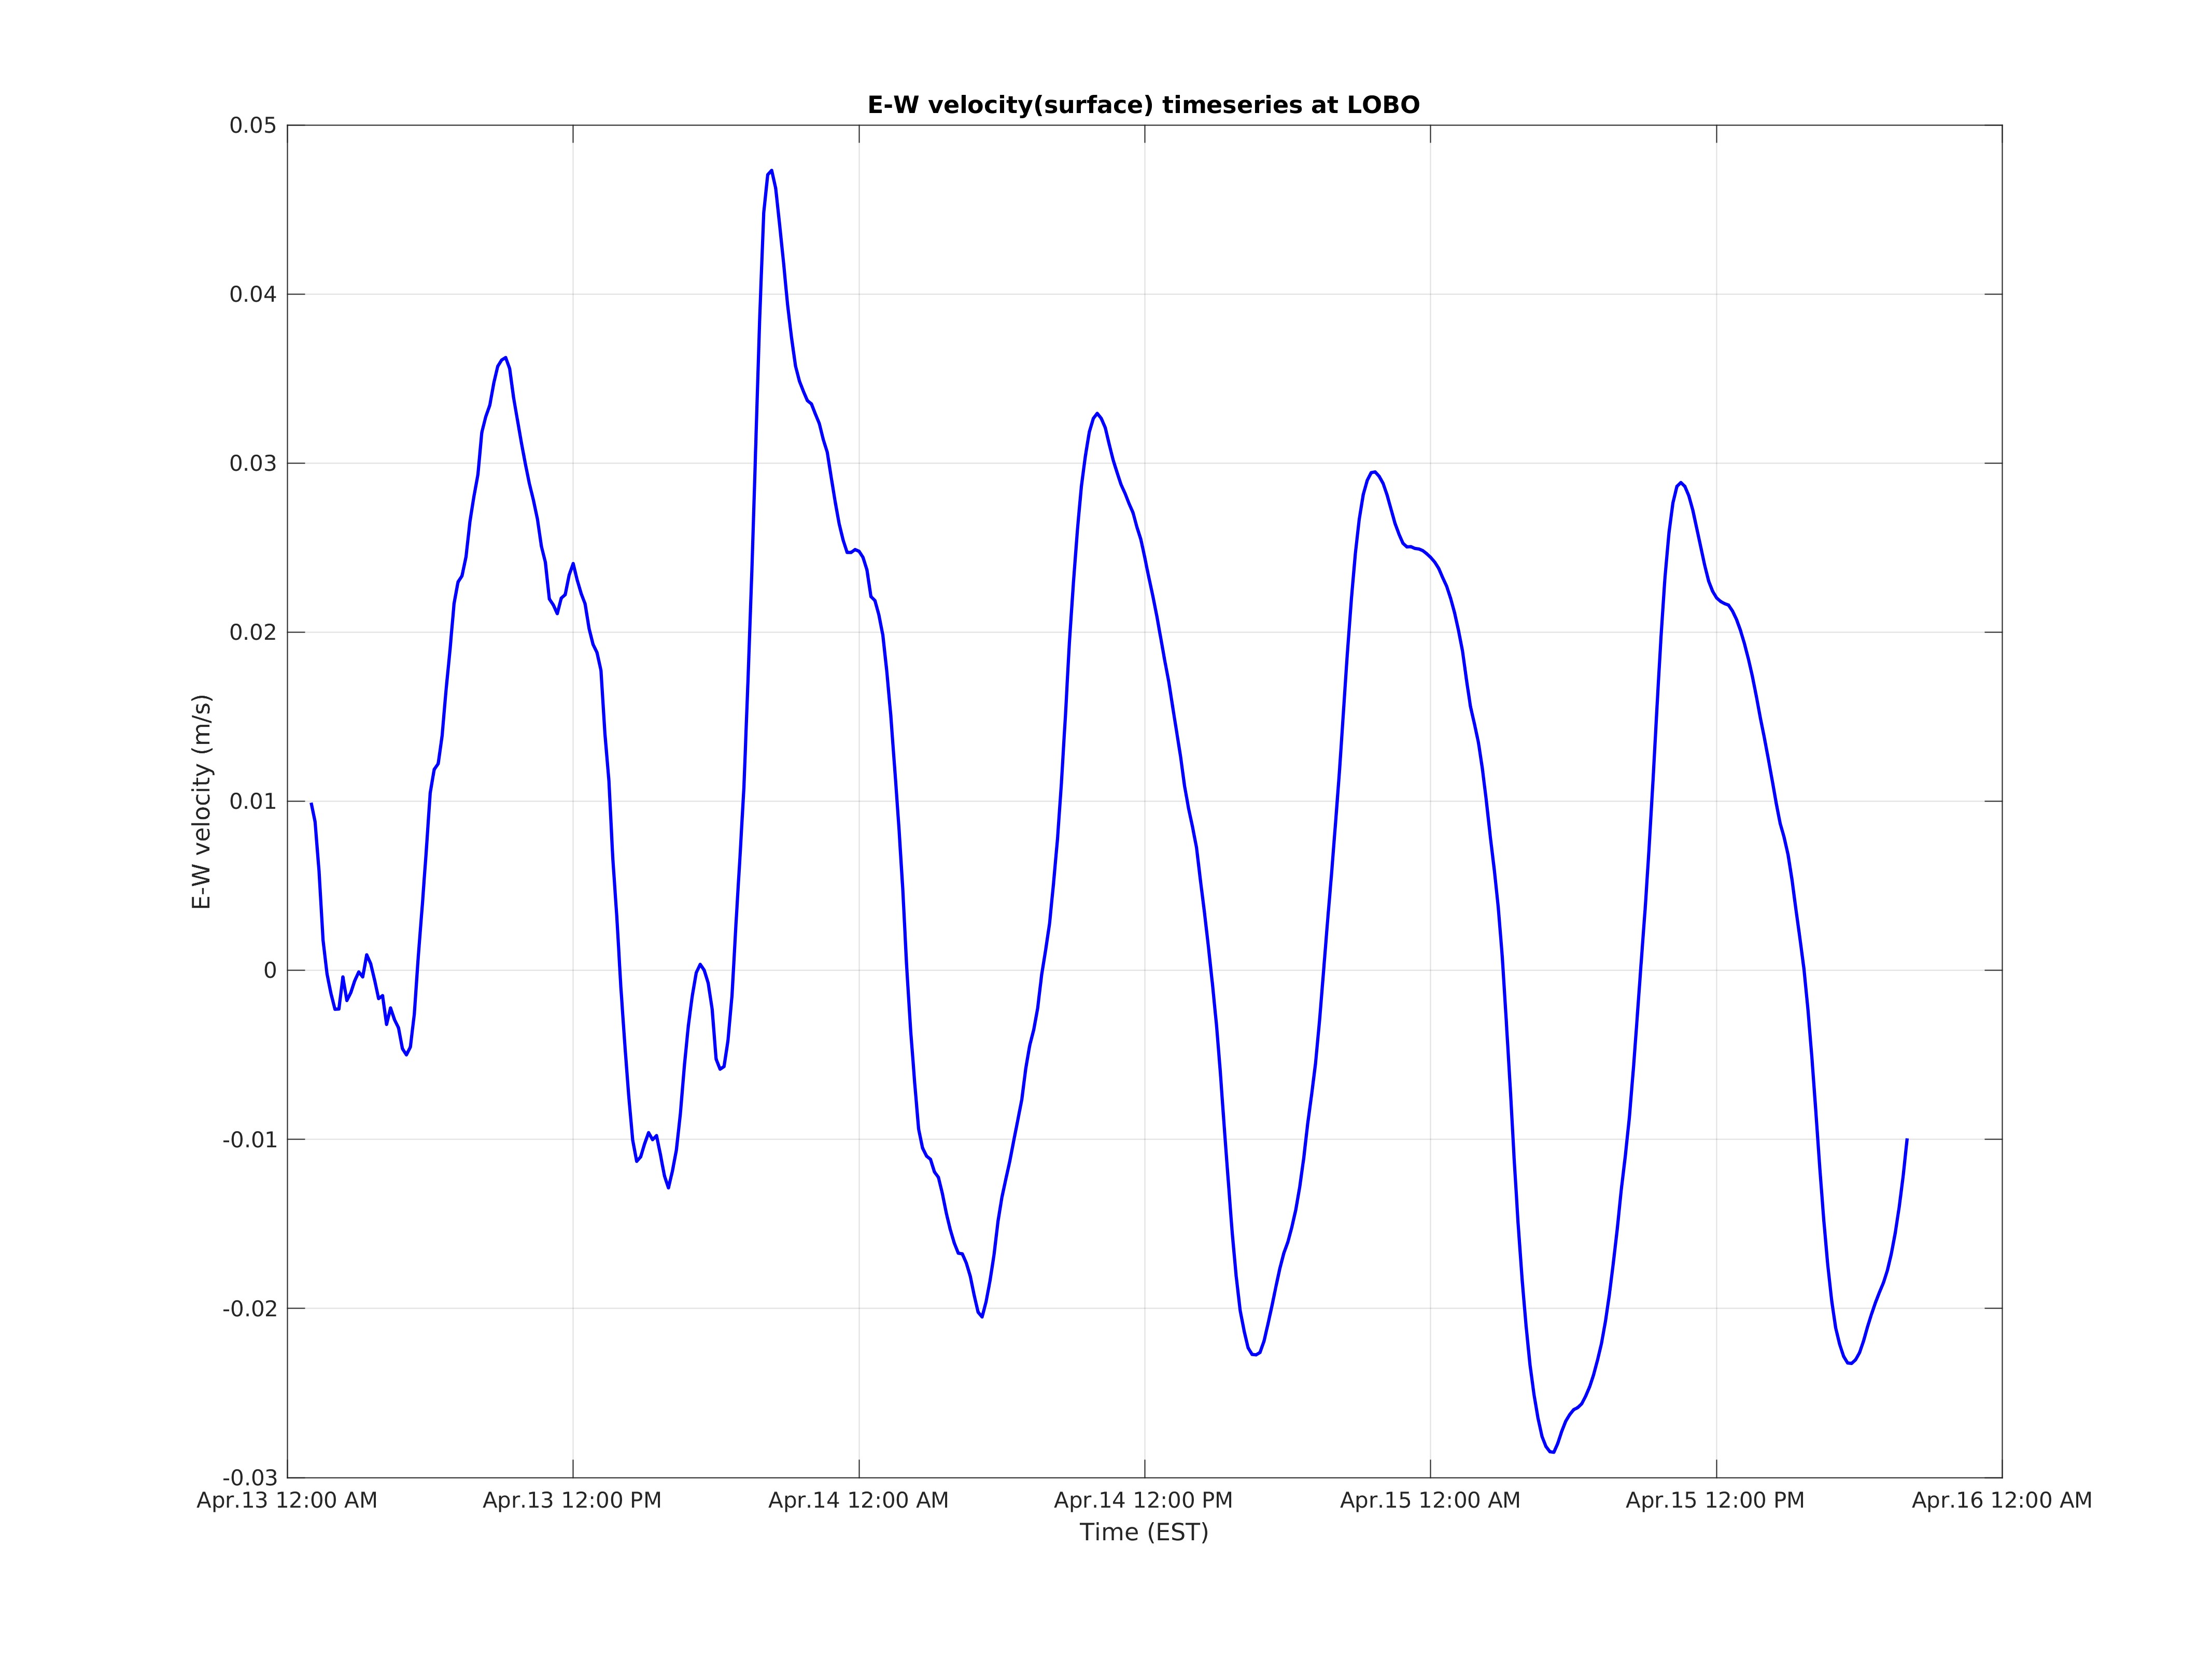 E-W velocity(surface) timeseries at LOBO
0.05
0.04
0.03
0.02
0.01
0
-0.01
-0.02
-0.03
E-W velocity (m/s)
Apr.13 12:00 AM
Apr.13 12:00 PM
Apr.14 12:00 AM
Apr.14 12:00 PM
Apr.15 12:00 AM
Apr.15 12:00 PM
Apr.16 12:00 AM
Time (EST)